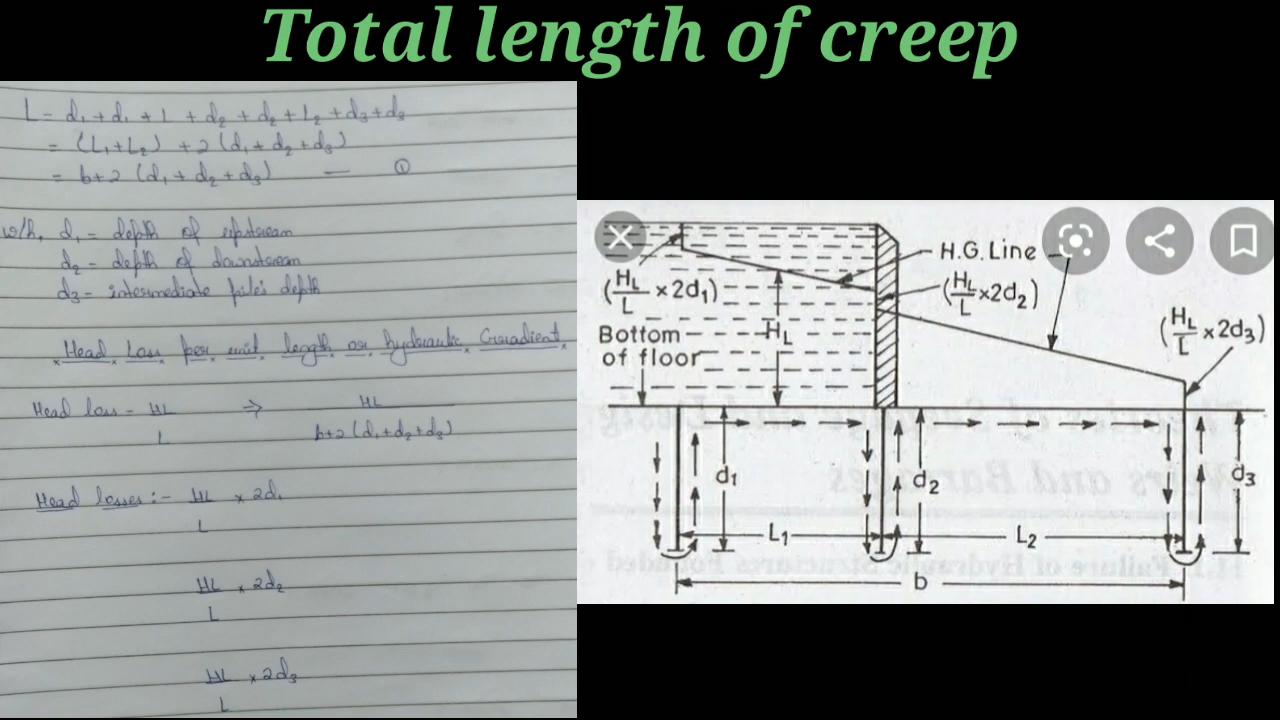 Total length of creep
L = d₁ + d₁ + L + d₂ + d₂ + L₂ + d₃ + d₃
= (L₁+L₂) + 2 (d₁ + d₂ + d₃)
= b+2 (d₁ + d₂ + d₃) — ①
w/h, d₁ = depth of upstream
d₂ = depth of downstream
d₃ = intermediate pile's depth
Head Loss per unit length or hydraulic Graradient
Head loss = HL/L ⇒ HL/b+2(d₁+d₂+d₃)
Head losses :- HL/L × 2d₁
HL/L × 2d₂
HL/L × 2d₃
H.G. Line
(H_L/L × 2d₁)
(H_L/L × 2d₂)
(H_L/L × 2d₃)
Bottom
of floor
H_L
d₁
d₂
d₃
L₁
L₂
b